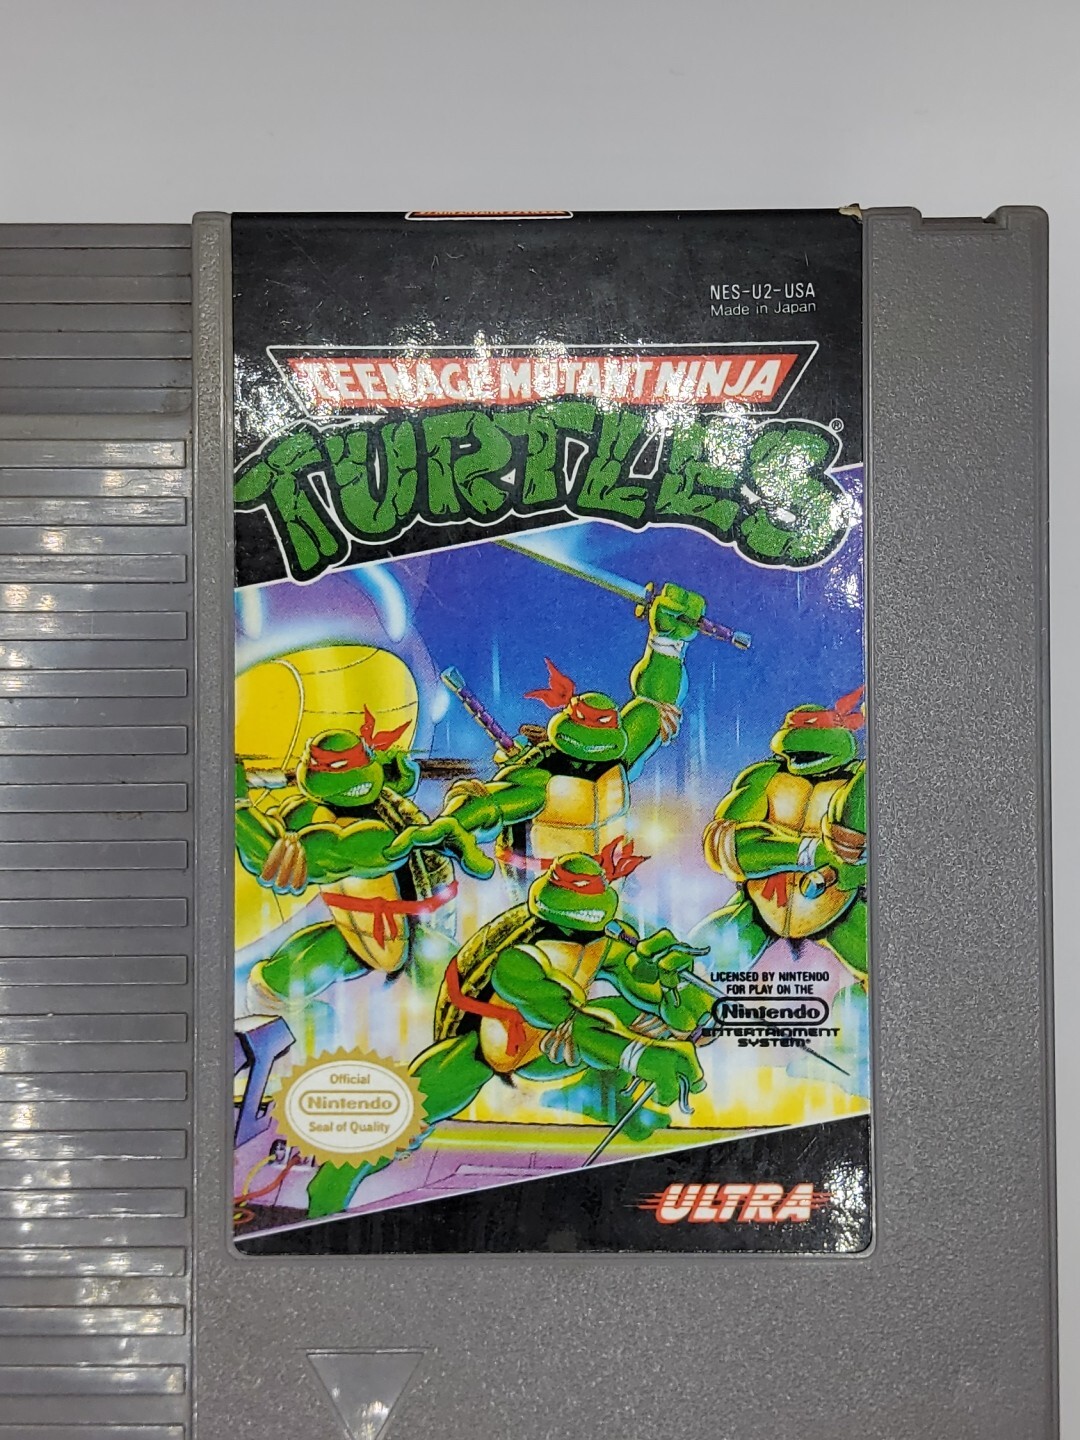 NES-U2-USA
Made in Japan
TEENAGE MUTANT NINJA
TURTLES®
LICENSED BY NINTENDO
FOR PLAY ON THE
Nintendo
ENTERTAINMENT
SYSTEM®
Official
Nintendo
Seal of Quality
ULTRA